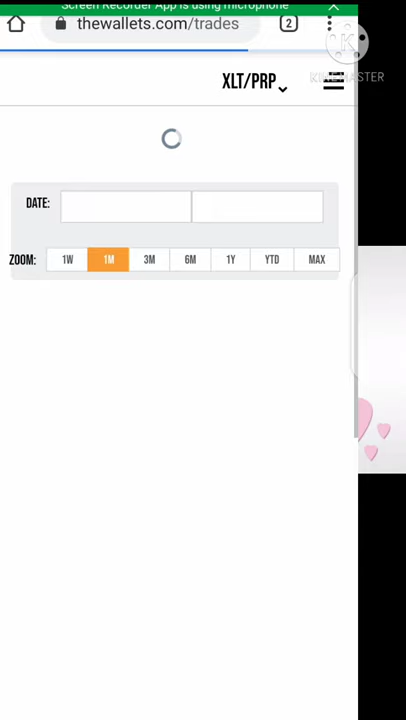 Screen Recorder App is using microphone
thewallets.com/trades 2
K
KINEMASTER
XLT/PRP
DATE:
ZOOM: 1W 1M 3M 6M 1Y YTD MAX